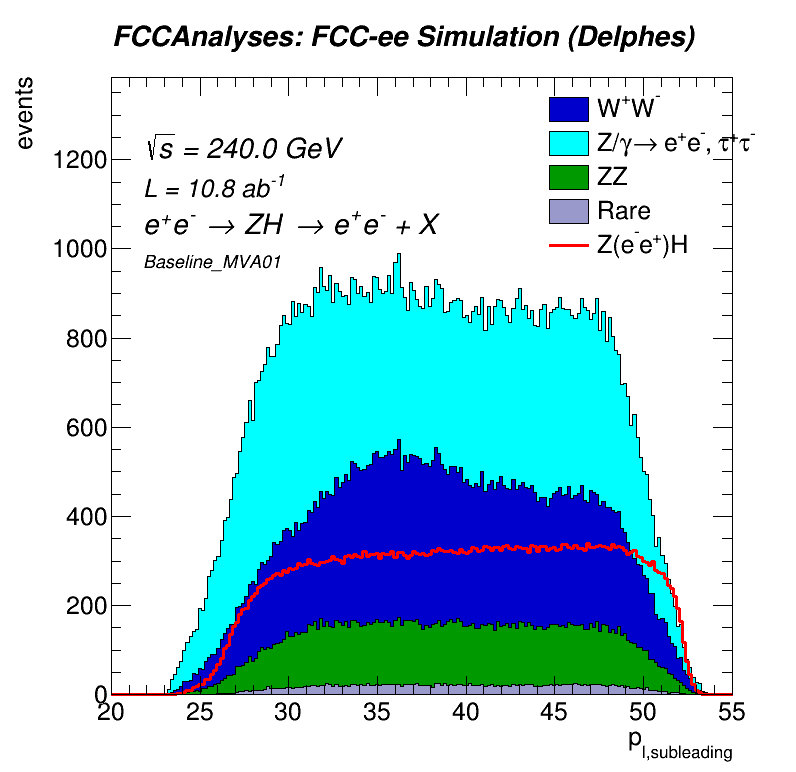 FCCAnalyses: FCC-ee Simulation (Delphes)
events
√s = 240.0 GeV
L = 10.8 ab⁻¹
e⁺e⁻ → ZH → e⁺e⁻ + X
Baseline_MVA01
W⁺W⁻
Z/γ→ e⁺e⁻, τ⁺τ⁻
ZZ
Rare
Z(e⁻e⁺)H
1200
1000
800
600
400
200
0
20 25 30 35 40 45 50 55
p_l,subleading